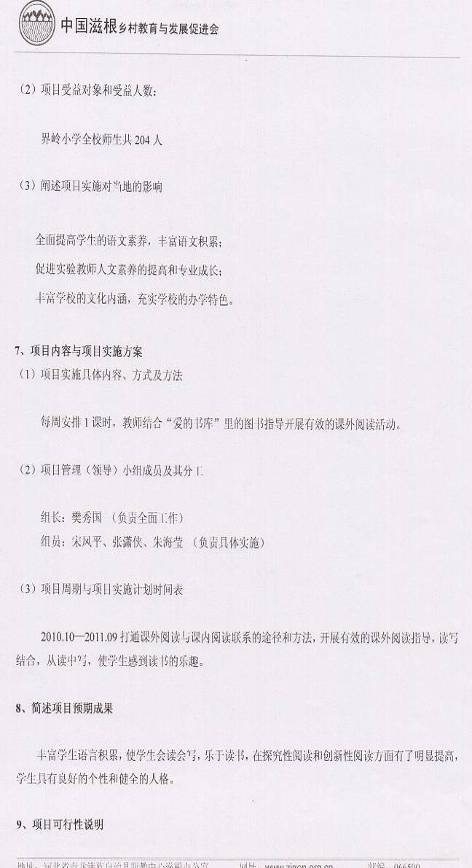 中国滋根乡村教育与发展促进会
（2）项目受益对象和受益人数：
界岭小学全校师生共 204 人
（3）阐述项目实施对当地的影响
全面提高学生的语文素养，丰富语文积累；
促进实验教师人文素养的提高和专业成长；
丰富学校的文化内涵，充实学校的办学特色。
7、项目内容与项目实施方案
（1）项目实施具体内容、方式及方法
每周安排 1 课时，教师结合“爱的书库”里的图书指导开展有效的课外阅读活动。
（2）项目管理（领导）小组成员及其分工
组长：樊秀国 （负责全面工作）
组员：宋凤平、张潇侠、朱海莹 （负责具体实施）
（3）项目周期与项目实施计划时间表
2010.10—2011.09 打通课外阅读与课内阅读联系的途径和方法，开展有效的课外阅读指导，读写
结合，从读中写，使学生感到读书的乐趣。
8、简述项目预期成果
丰富学生语言积累，使学生会读会写，乐于读书，在探究性阅读和创新性阅读方面有了明显提高，
学生具有良好的个性和健全的人格。
9、项目可行性说明